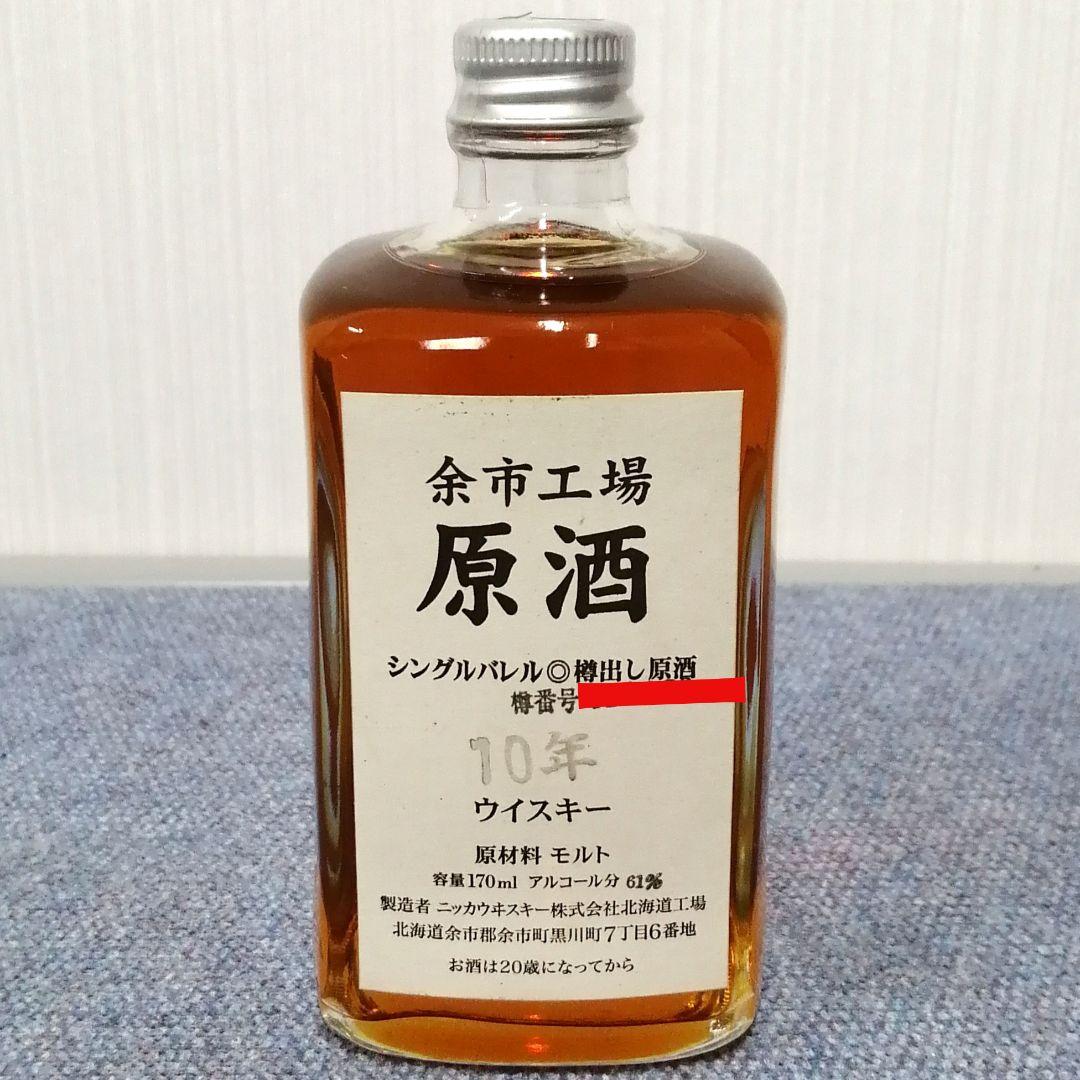 余市工場
原酒
シングルバレル◎樽出し原酒
樽番号
10年
ウイスキー
原材料 モルト
容量170ml アルコール分 61%
製造者 ニッカウヰスキー株式会社北海道工場
北海道余市郡余市町黒川町7丁目6番地
お酒は20歳になってから